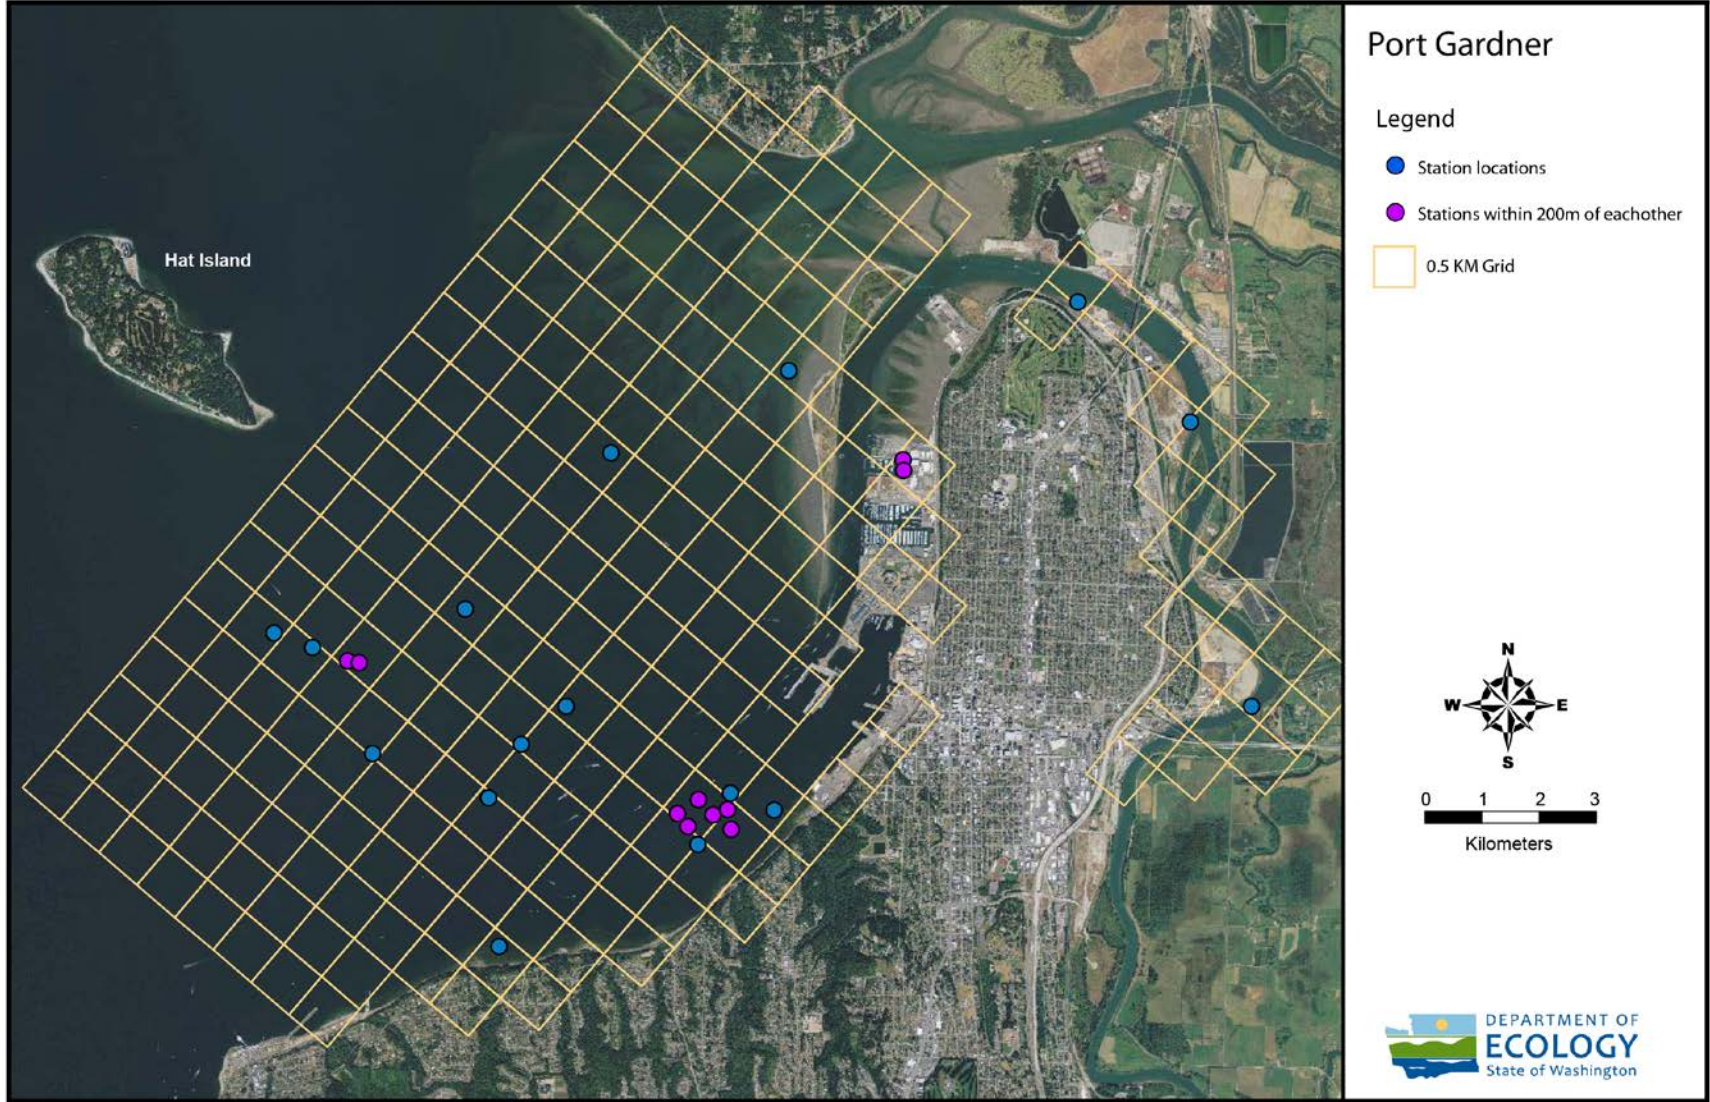 Port Gardner
Legend
Station locations
Stations within 200m of eachother
0.5 KM Grid
Hat Island
N
W E
S
0 1 2 3
Kilometers
DEPARTMENT OF
ECOLOGY
State of Washington